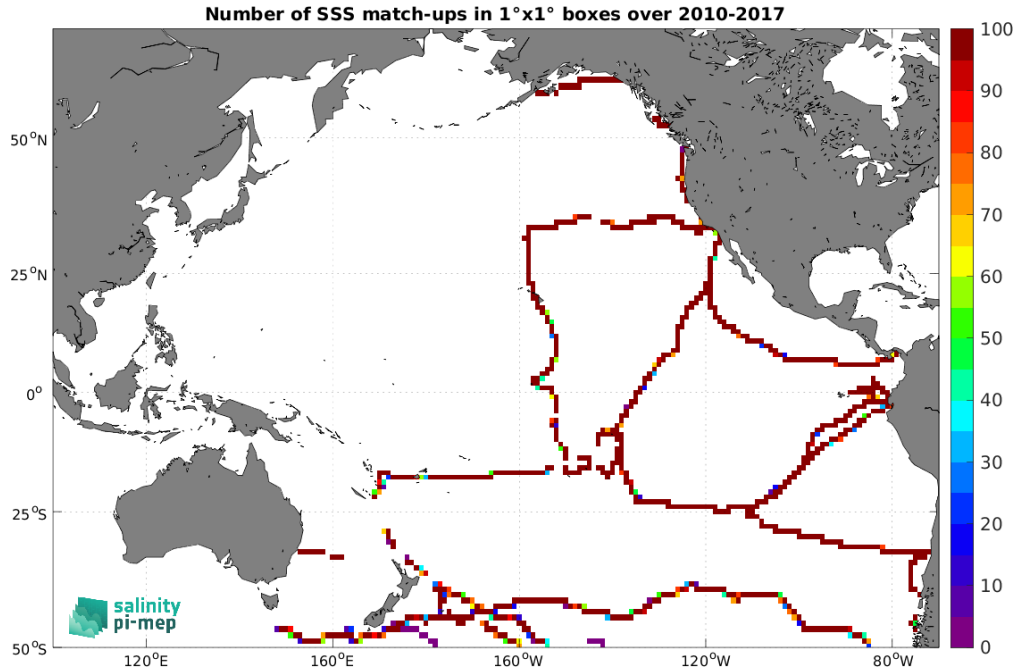 Number of SSS match-ups in 1°x1° boxes over 2010-2017
50°N
25°N
0°
25°S
50°S
120°E
160°E
160°W
120°W
80°W
100
90
80
70
60
50
40
30
20
10
0
salinity
pi-mep